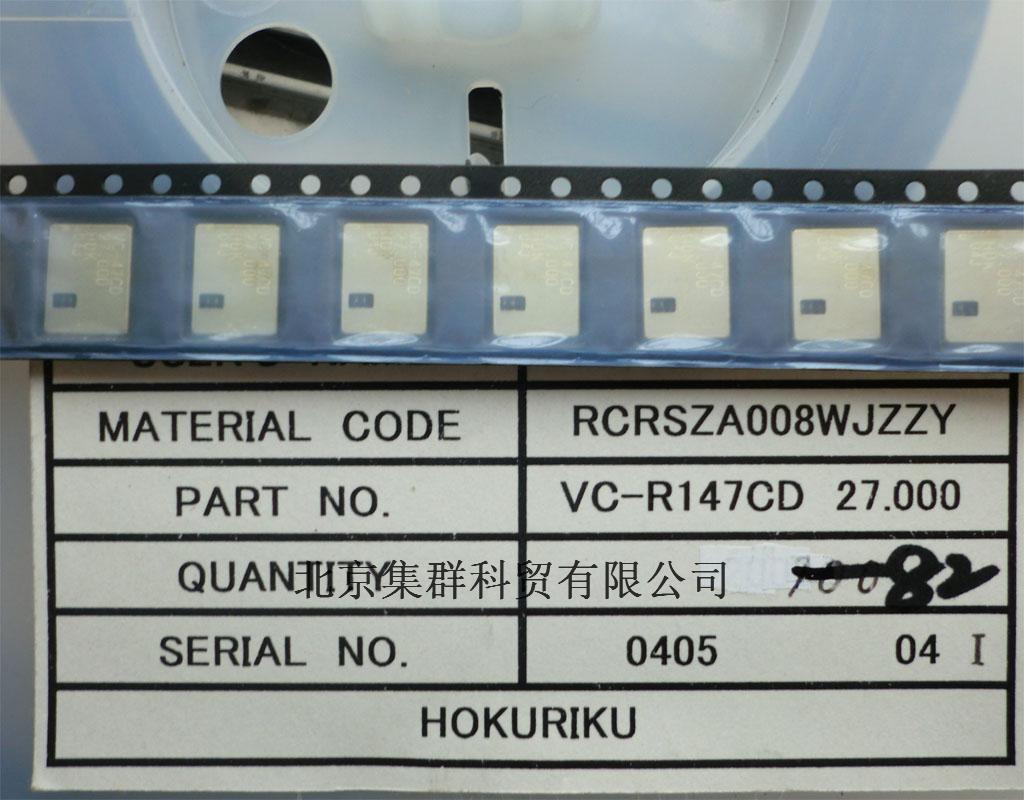 MATERIAL CODE RCRSZA008WJZZY
PART NO. VC-R147CD 27.000
QUANTITY 100 82
北京集群科贸有限公司
SERIAL NO. 0405 04 I
HOKURIKU